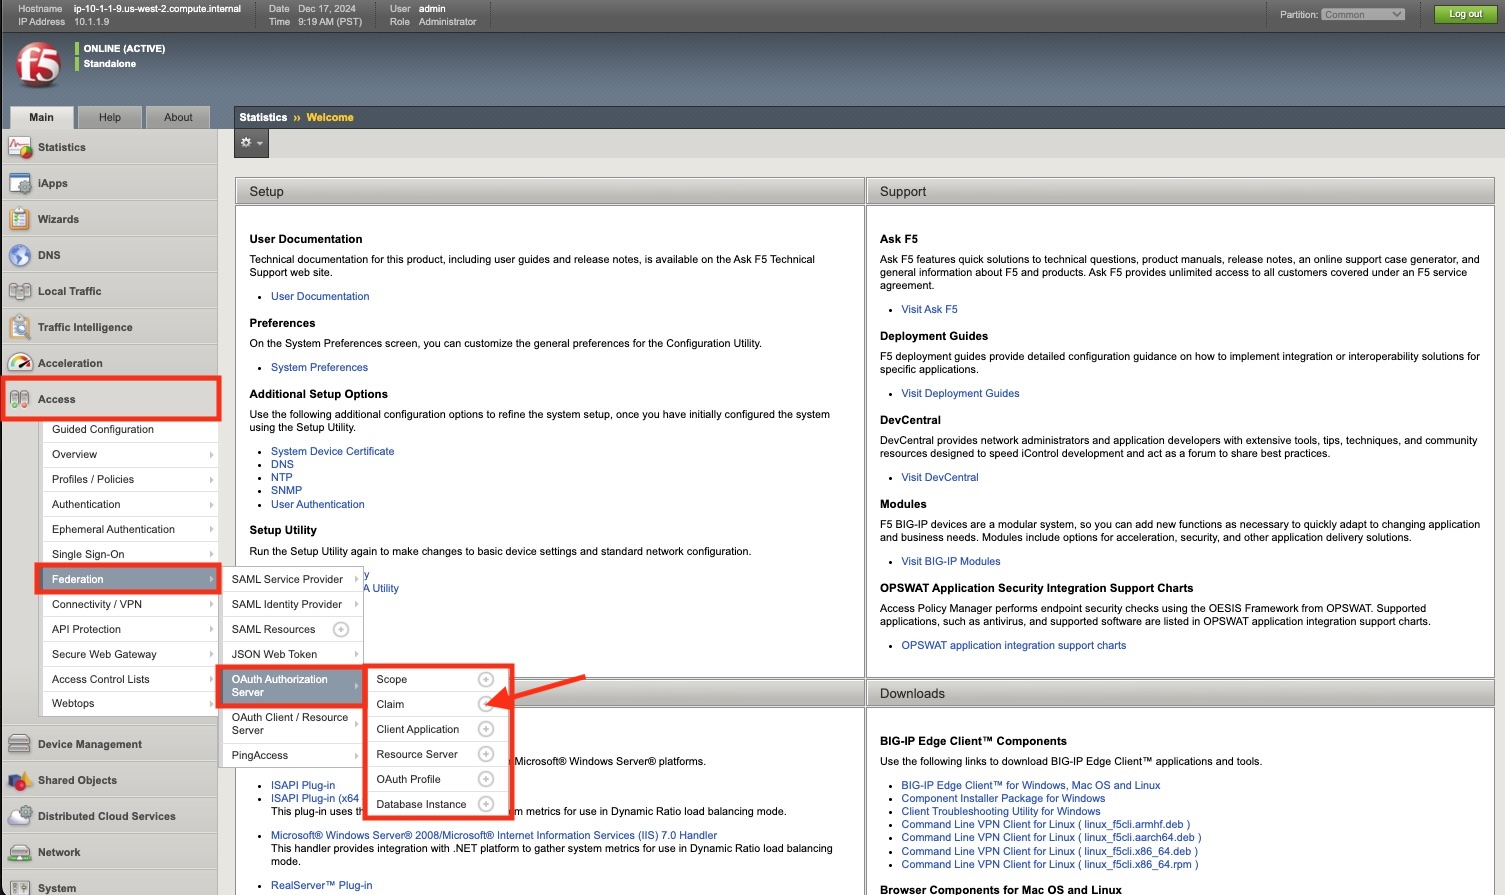 Hostname ip-10-1-1-9.us-west-2.compute.internal
IP Address 10.1.1.9
Date Dec 17, 2024
Time 9:19 AM (PST)
User admin
Role Administrator
Partition: Common
Log out
f5
ONLINE (ACTIVE)
Standalone
Main
Help
About
Statistics
iApps
Wizards
DNS
Local Traffic
Traffic Intelligence
Acceleration
Access
Guided Configuration
Overview
Profiles / Policies
Authentication
Ephemeral Authentication
Single Sign-On
Federation
Connectivity / VPN
API Protection
Secure Web Gateway
Access Control Lists
Webtops
Device Management
Shared Objects
Distributed Cloud Services
Network
System
SAML Service Provider
SAML Identity Provider
SAML Resources
JSON Web Token
OAuth Authorization
Server
OAuth Client / Resource
Server
PingAccess
Scope
Claim
Client Application
Resource Server
OAuth Profile
Database Instance
Statistics ›› Welcome
Setup
User Documentation
Technical documentation for this product, including user guides and release notes, is available on the Ask F5 Technical
Support web site.
• User Documentation
Preferences
On the System Preferences screen, you can customize the general preferences for the Configuration Utility.
• System Preferences
Additional Setup Options
Use the following additional configuration options to refine the system setup, once you have initially configured the system
using the Setup Utility.
• System Device Certificate
• DNS
• NTP
• SNMP
• User Authentication
Setup Utility
Run the Setup Utility again to make changes to basic device settings and standard network configuration.
y
A Utility
Microsoft® Windows Server® platforms.
• ISAPI Plug-in
• ISAPI Plug-in (x64
This plug-in uses th
m metrics for use in Dynamic Ratio load balancing mode.
• Microsoft® Windows Server® 2008/Microsoft® Internet Information Services (IIS) 7.0 Handler
This handler provides integration with .NET platform to gather system metrics for use in Dynamic Ratio load balancing
mode.
• RealServer™ Plug-in
Support
Ask F5
Ask F5 features quick solutions to technical questions, product manuals, release notes, an online support case generator, and
general information about F5 and products. Ask F5 provides unlimited access to all customers covered under an F5 service
agreement.
• Visit Ask F5
Deployment Guides
F5 deployment guides provide detailed configuration guidance on how to implement integration or interoperability solutions for
specific applications.
• Visit Deployment Guides
DevCentral
DevCentral provides network administrators and application developers with extensive tools, tips, techniques, and community
resources designed to speed iControl development and act as a forum to share best practices.
• Visit DevCentral
Modules
F5 BIG-IP devices are a modular system, so you can add new functions as necessary to quickly adapt to changing application
and business needs. Modules include options for acceleration, security, and other application delivery solutions.
• Visit BIG-IP Modules
OPSWAT Application Security Integration Support Charts
Access Policy Manager performs endpoint security checks using the OESIS Framework from OPSWAT. Supported
applications, such as antivirus, and supported software are listed in OPSWAT application integration support charts.
• OPSWAT application integration support charts
Downloads
BIG-IP Edge Client™ Components
Use the following links to download BIG-IP Edge Client™ applications and tools.
• BIG-IP Edge Client™ for Windows, Mac OS and Linux
• Component Installer Package for Windows
• Client Troubleshooting Utility for Windows
• Command Line VPN Client for Linux ( linux_f5cli.armhf.deb )
• Command Line VPN Client for Linux ( linux_f5cli.aarch64.deb )
• Command Line VPN Client for Linux ( linux_f5cli.x86_64.deb )
• Command Line VPN Client for Linux ( linux_f5cli.x86_64.rpm )
Browser Components for Mac OS and Linux